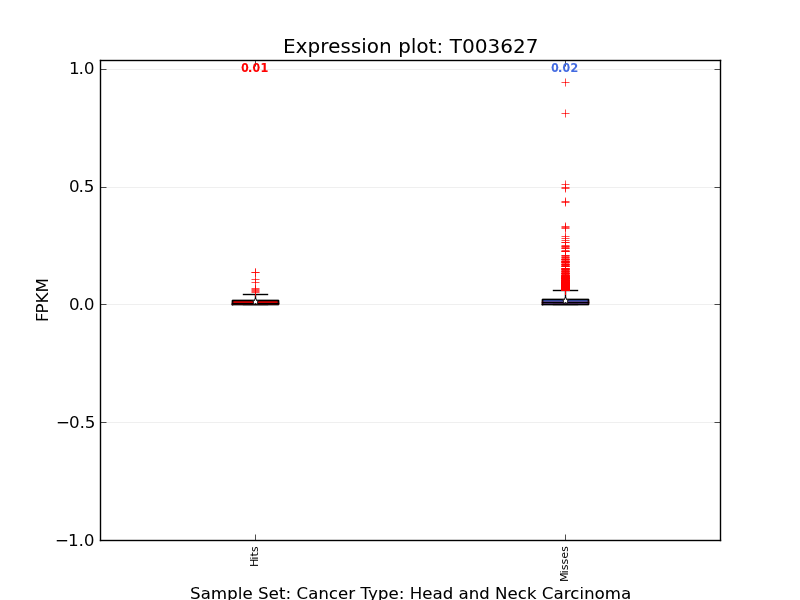 Expression plot: T003627
0.01
0.02
1.0
0.5
0.0
−0.5
−1.0
FPKM
Hits
Misses
Sample Set: Cancer Type: Head and Neck Carcinoma